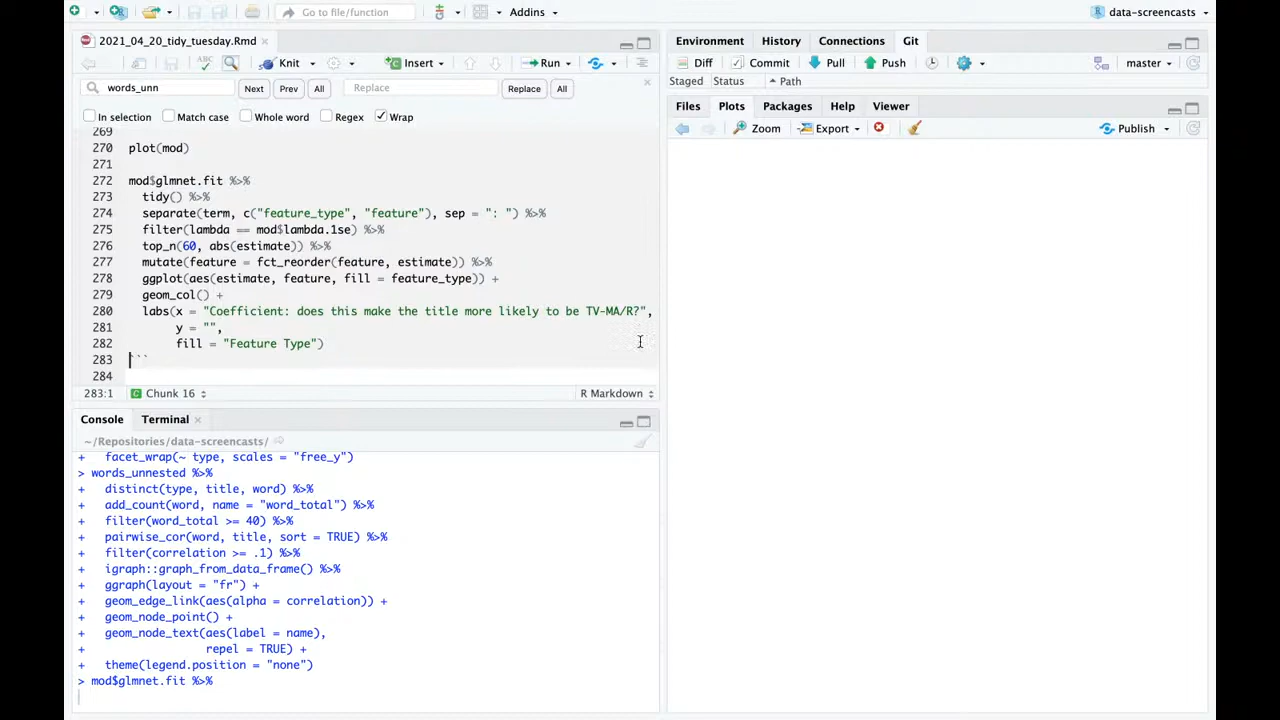 Go to file/function
Addins
data-screencasts
2021_04_20_tidy_tuesday.Rmd
ABC
Knit
Insert
Run
words_unn
Next
Prev
All
Replace
Replace
All
In selection
Match case
Whole word
Regex
Wrap
269
270 plot(mod)
271
272 mod$glmnet.fit %>%
273 tidy() %>%
274 separate(term, c("feature_type", "feature"), sep = ": ") %>%
275 filter(lambda == mod$lambda.1se) %>%
276 top_n(60, abs(estimate)) %>%
277 mutate(feature = fct_reorder(feature, estimate)) %>%
278 ggplot(aes(estimate, feature, fill = feature_type)) +
279 geom_col() +
280 labs(x = "Coefficient: does this make the title more likely to be TV-MA/R?",
281 y = "",
282 fill = "Feature Type")
283 ```
284
283:1
Chunk 16
R Markdown
Console
Terminal
~/Repositories/data-screencasts/
+ facet_wrap(~ type, scales = "free_y")
> words_unnested %>%
+ distinct(type, title, word) %>%
+ add_count(word, name = "word_total") %>%
+ filter(word_total >= 40) %>%
+ pairwise_cor(word, title, sort = TRUE) %>%
+ filter(correlation >= .1) %>%
+ igraph::graph_from_data_frame() %>%
+ ggraph(layout = "fr") +
+ geom_edge_link(aes(alpha = correlation)) +
+ geom_node_point() +
+ geom_node_text(aes(label = name),
+ repel = TRUE) +
+ theme(legend.position = "none")
> mod$glmnet.fit %>%
Environment
History
Connections
Git
Diff
Commit
Pull
Push
master
Staged
Status
Path
Files
Plots
Packages
Help
Viewer
Zoom
Export
Publish